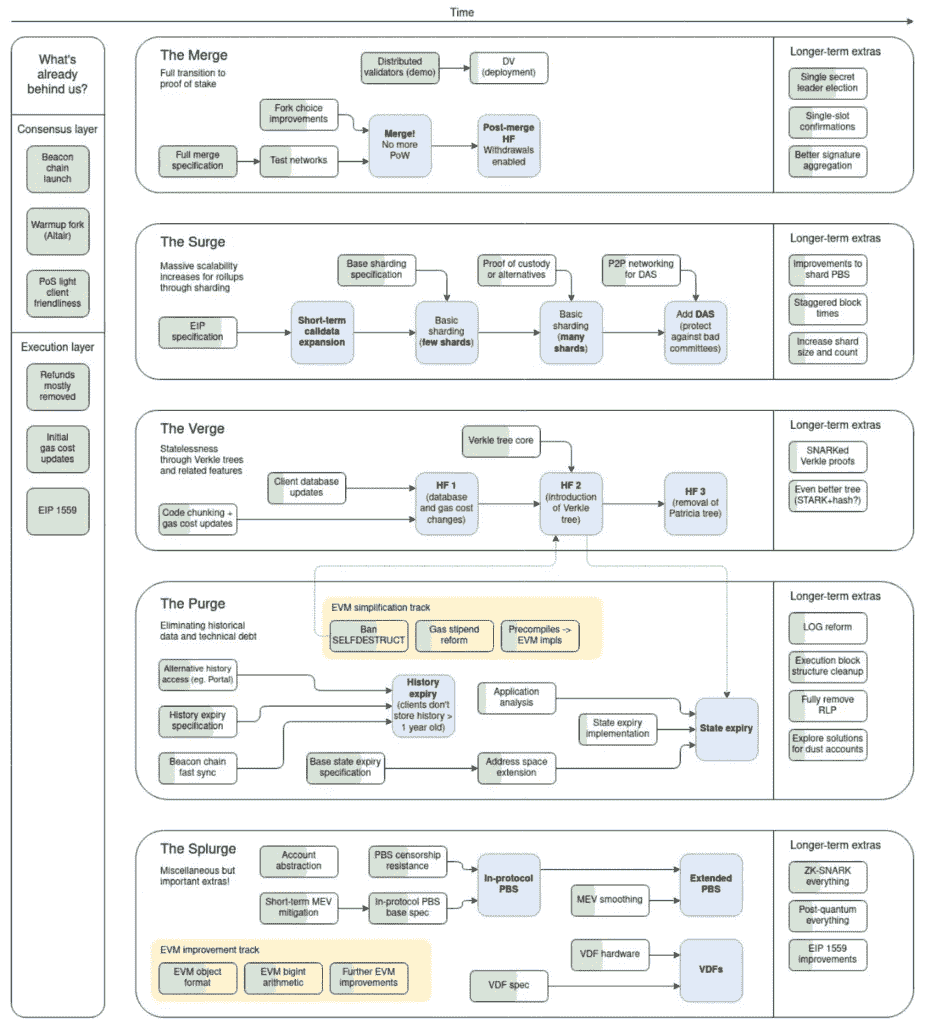 Time
What's
already
behind us?
Consensus layer
Beacon
chain
launch
Warmup fork
(Altair)
PoS light
client
friendliness
Execution layer
Refunds
mostly
removed
Initial
gas cost
updates
EIP 1559
The Merge
Full transition to
proof of stake
Distributed
validators (demo)
DV
(deployment)
Fork choice
improvements
Full merge
specification
Test networks
Merge!
No more
PoW
Post-merge
HF
Withdrawals
enabled
Longer-term extras
Single secret
leader election
Single-slot
confirmations
Better signature
aggregation
The Surge
Massive scalability
increases for rollups
through sharding
Base sharding
specification
Proof of custody
or alternatives
P2P networking
for DAS
EIP
specification
Short-term
calldata
expansion
Basic
sharding
(few shards)
Basic
sharding
(many
shards)
Add DAS
(protect
against bad
committees)
Longer-term extras
Improvements to
shard PBS
Staggered block
times
Increase shard
size and count
The Verge
Statelessness
through Verkle trees
and related features
Verkle tree core
Client database
updates
Code chunking +
gas cost updates
HF 1
(database
and gas cost
changes)
HF 2
(introduction
of Verkle
tree)
HF 3
(removal of
Patricia tree)
Longer-term extras
SNARKed
Verkle proofs
Even better tree
(STARK+hash?)
The Purge
Eliminating historical
data and technical debt
EVM simplification track
Ban
SELFDESTRUCT
Gas stipend
reform
Precompiles ->
EVM impls
Alternative history
access (eg. Portal)
History expiry
specification
Beacon chain
fast sync
History
expiry
(clients don't
store history >
1 year old)
Base state expiry
specification
Application
analysis
State expiry
implementation
Address space
extension
State expiry
Longer-term extras
LOG reform
Execution block
structure cleanup
Fully remove
RLP
Explore solutions
for dust accounts
The Splurge
Miscellaneous but
important extras!
Account
abstraction
PBS censorship
resistance
Short-term MEV
mitigation
In-protocol PBS
base spec
In-protocol
PBS
Extended
PBS
MEV smoothing
EVM improvement track
EVM object
format
EVM bigint
arithmetic
Further EVM
improvements
VDF hardware
VDF spec
VDFs
Longer-term extras
ZK-SNARK
everything
Post-quantum
everything
EIP 1559
improvements